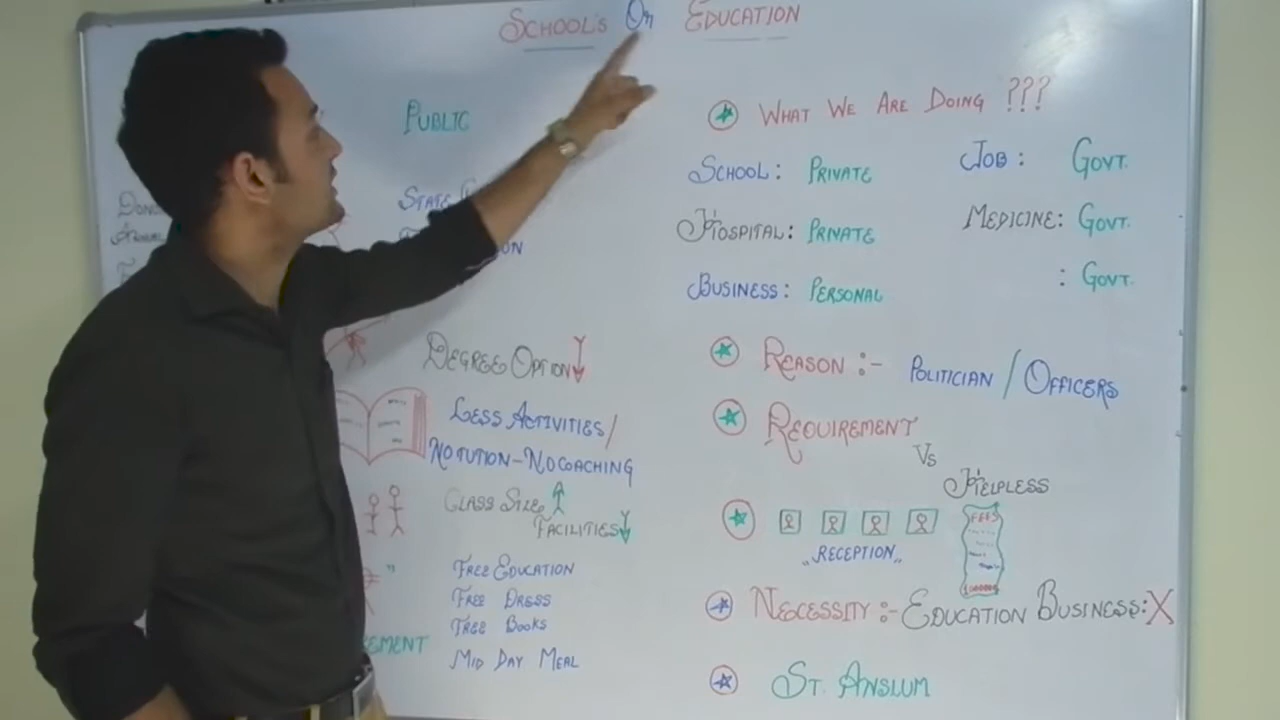 SCHOOL'S OR EDUCATION
PUBLIC
STATE
ON
DEGREE OPTION
LESS ACTIVITIES/
NO TUTION-NO COACHING
CLASS SIZE
FACILITIES
FREE EDUCATION
FREE DRESS
FREE BOOKS
EMENT
MID DAY MEAL
WHAT WE ARE DOING ???
SCHOOL: PRIVATE JOB: GOVT.
HOSPITAL: PRIVATE MEDICINE: GOVT.
BUSINESS: PERSONAL : GOVT.
REASON :- POLITICIAN / OFFICERS
REQUIREMENT
VS
HELPLESS
FEES
"RECEPTION"
NECESSITY :- EDUCATION BUSINESS: X
ST. ANSLUM